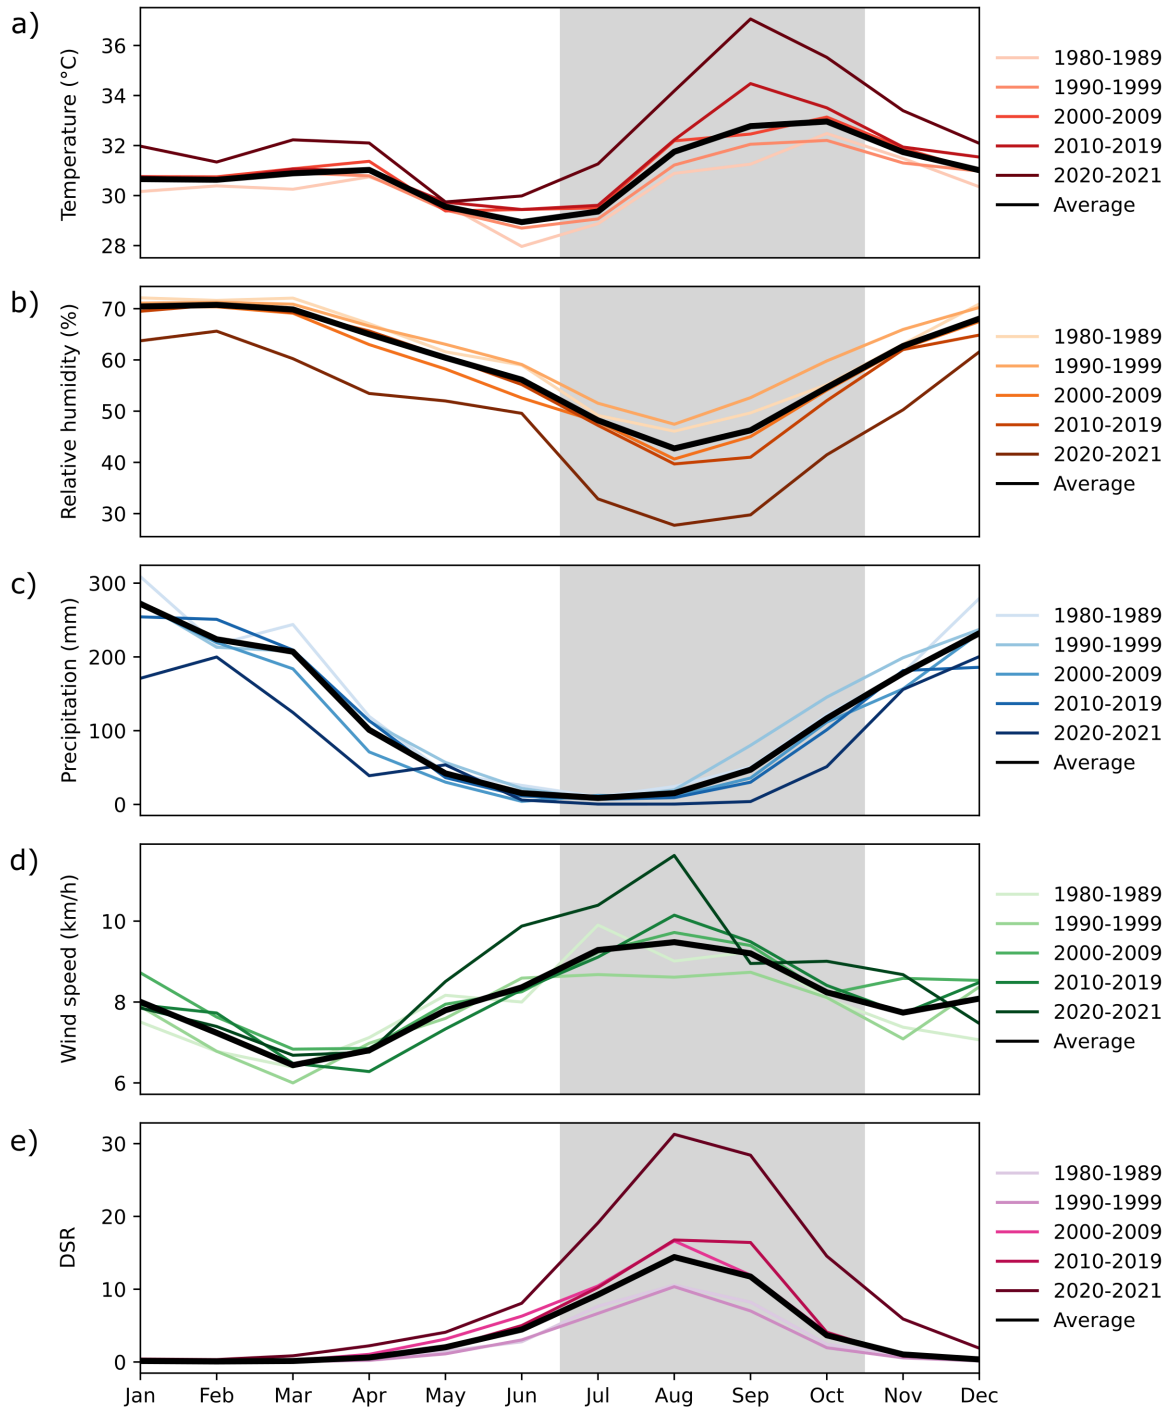 a)
Temperature (°C)
36
34
32
30
28
1980-1989
1990-1999
2000-2009
2010-2019
2020-2021
Average
b)
Relative humidity (%)
70
60
50
40
30
1980-1989
1990-1999
2000-2009
2010-2019
2020-2021
Average
c)
Precipitation (mm)
300
200
100
0
1980-1989
1990-1999
2000-2009
2010-2019
2020-2021
Average
d)
Wind speed (km/h)
10
8
6
1980-1989
1990-1999
2000-2009
2010-2019
2020-2021
Average
e)
DSR
30
20
10
0
1980-1989
1990-1999
2000-2009
2010-2019
2020-2021
Average
Jan Feb Mar Apr May Jun Jul Aug Sep Oct Nov Dec